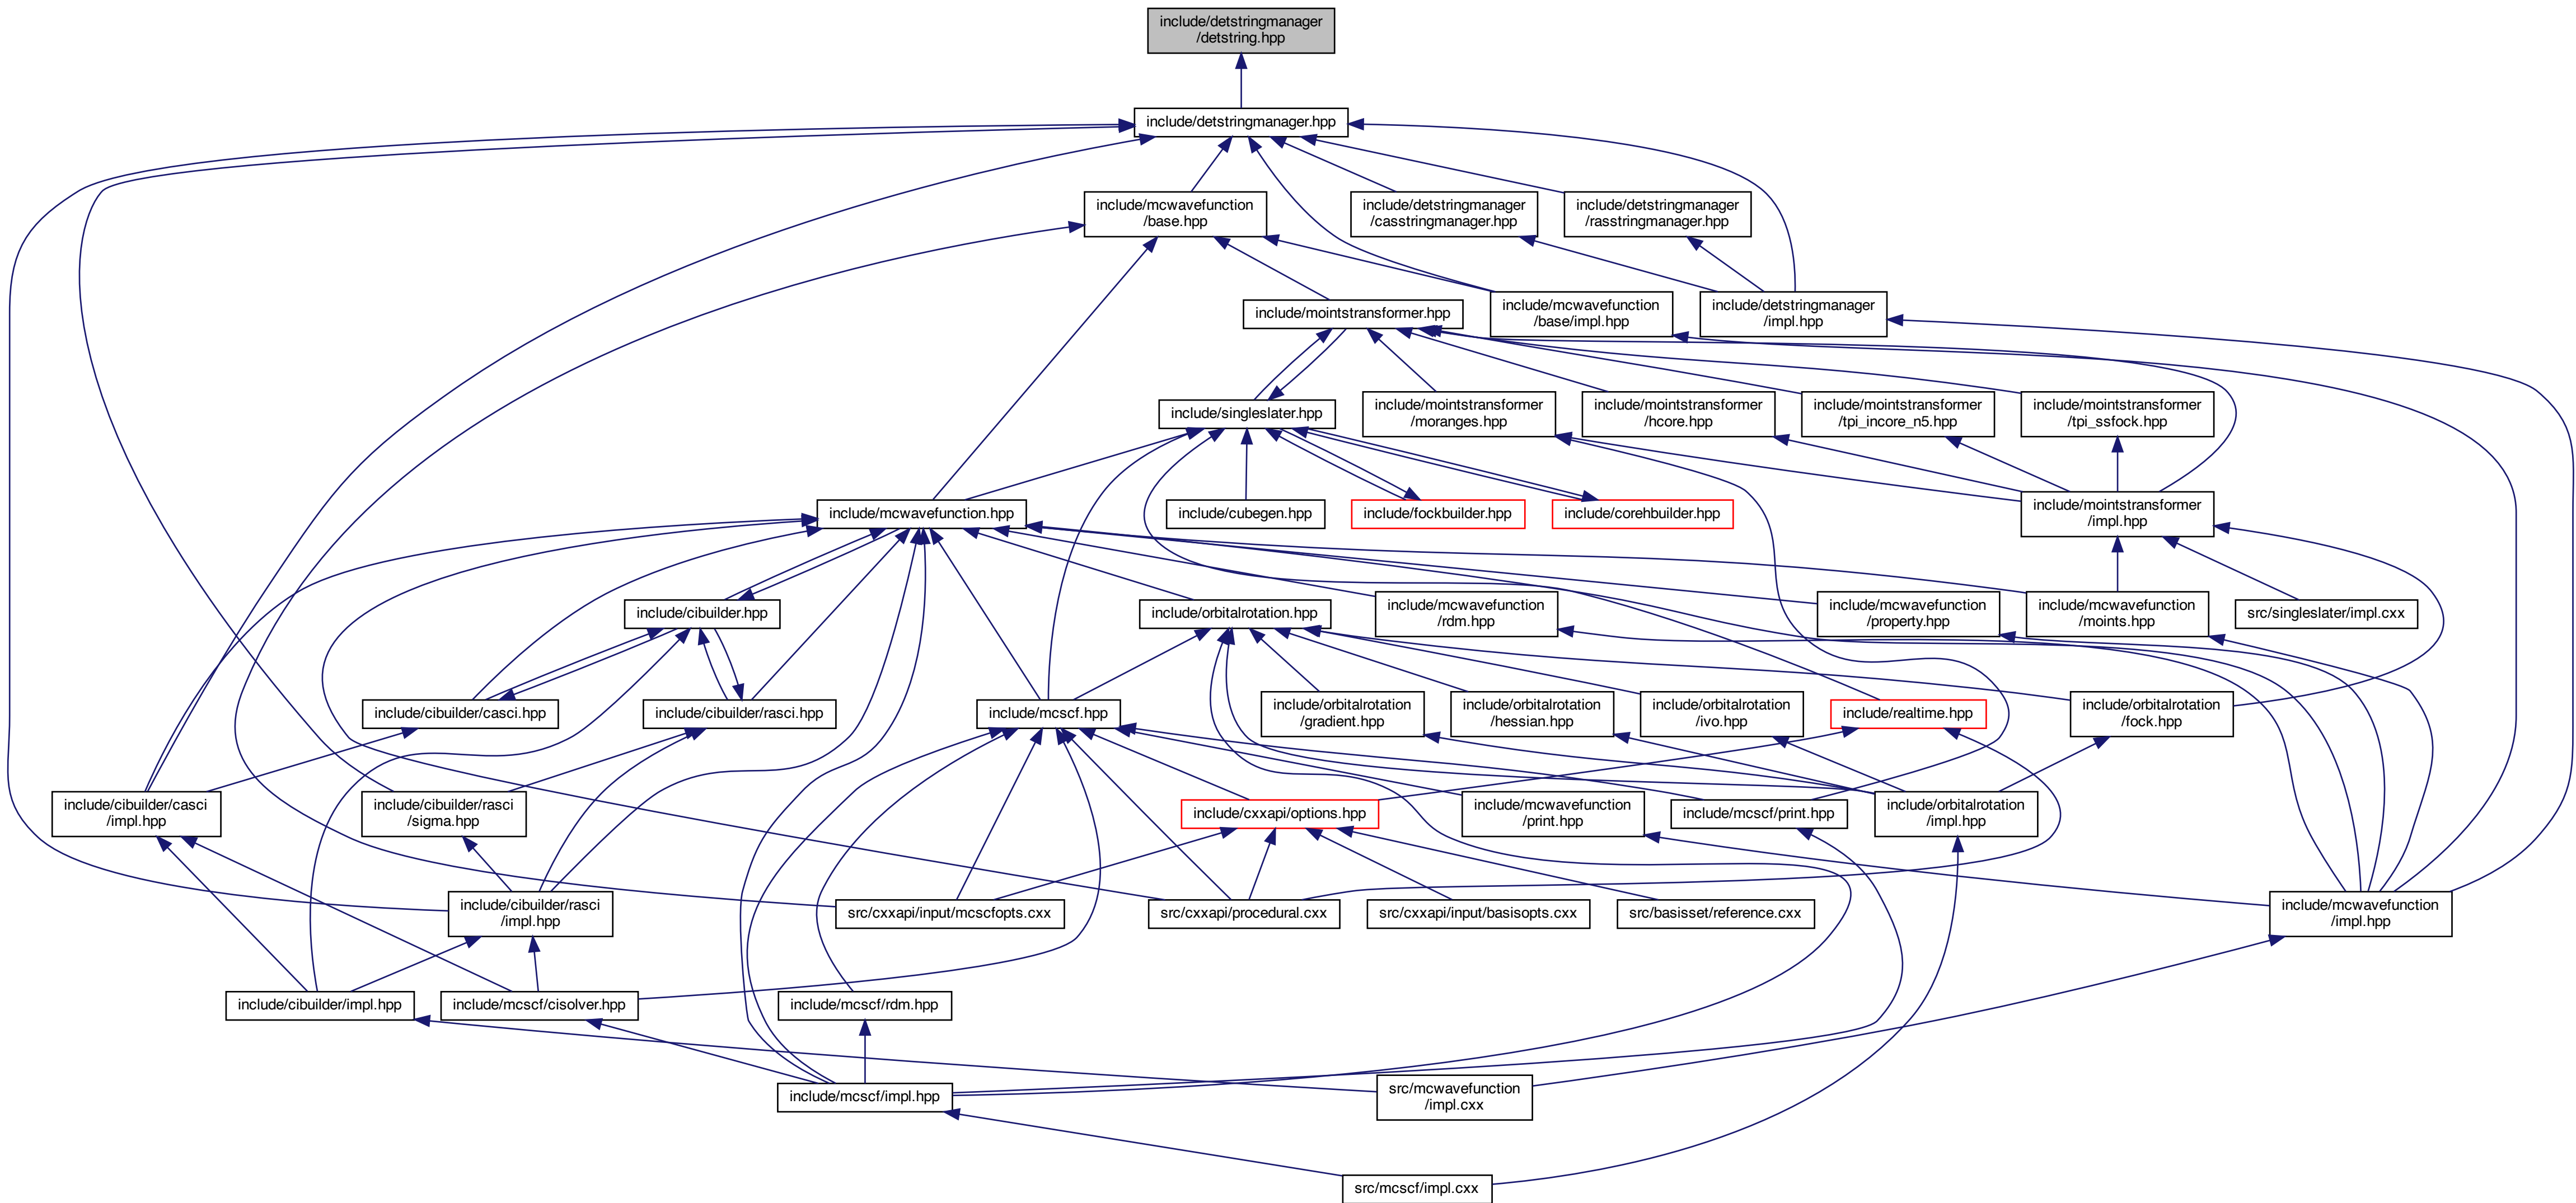 include/detstringmanager
/detstring.hpp
include/detstringmanager.hpp
include/mcwavefunction
/base.hpp
include/detstringmanager
/casstringmanager.hpp
include/detstringmanager
/rasstringmanager.hpp
include/mointstransformer.hpp
include/mcwavefunction
/base/impl.hpp
include/detstringmanager
/impl.hpp
include/singleslater.hpp
include/mointstransformer
/moranges.hpp
include/mointstransformer
/hcore.hpp
include/mointstransformer
/tpi_incore_n5.hpp
include/mointstransformer
/tpi_ssfock.hpp
include/mcwavefunction.hpp
include/cubegen.hpp
include/fockbuilder.hpp
include/corehbuilder.hpp
include/mointstransformer
/impl.hpp
include/cibuilder.hpp
include/orbitalrotation.hpp
include/mcwavefunction
/rdm.hpp
include/mcwavefunction
/property.hpp
include/mcwavefunction
/moints.hpp
src/singleslater/impl.cxx
include/cibuilder/casci.hpp
include/cibuilder/rasci.hpp
include/mcscf.hpp
include/orbitalrotation
/gradient.hpp
include/orbitalrotation
/hessian.hpp
include/orbitalrotation
/ivo.hpp
include/realtime.hpp
include/orbitalrotation
/fock.hpp
include/cibuilder/casci
/impl.hpp
include/cibuilder/rasci
/sigma.hpp
include/cxxapi/options.hpp
include/mcwavefunction
/print.hpp
include/mcscf/print.hpp
include/orbitalrotation
/impl.hpp
include/cibuilder/rasci
/impl.hpp
src/cxxapi/input/mcscfopts.cxx
src/cxxapi/procedural.cxx
src/cxxapi/input/basisopts.cxx
src/basisset/reference.cxx
include/mcwavefunction
/impl.hpp
include/cibuilder/impl.hpp
include/mcscf/cisolver.hpp
include/mcscf/rdm.hpp
include/mcscf/impl.hpp
src/mcwavefunction
/impl.cxx
src/mcscf/impl.cxx